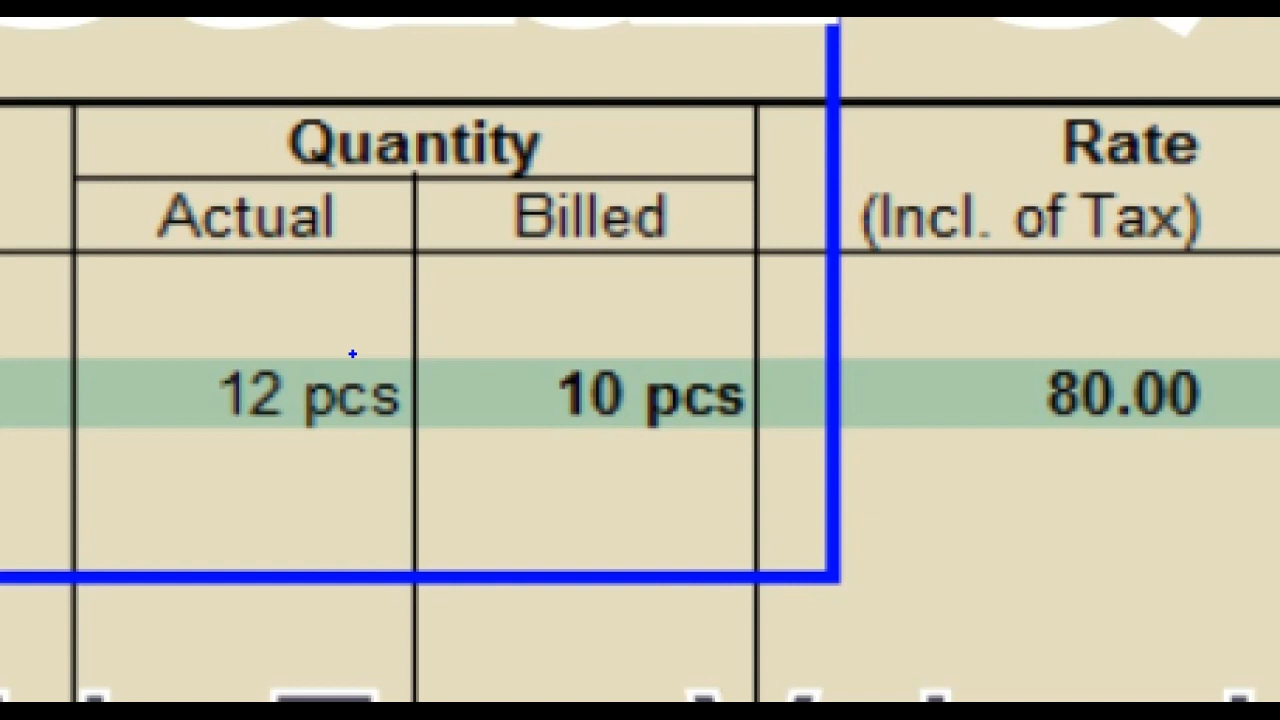 Quantity Rate
Actual Billed (Incl. of Tax)
12 pcs 10 pcs 80.00